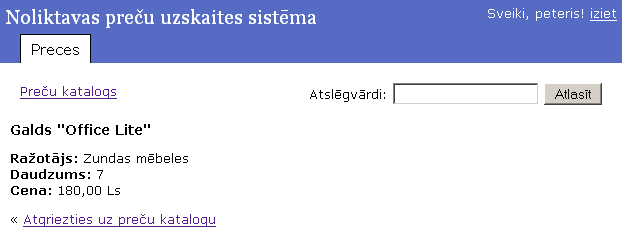 Noliktavas preču uzskaites sistēma
Sveiki, peteris! iziet
Preces
Preču katalogs
Atslēgvārdi:
Atlasīt
Galds "Office Lite"
Ražotājs: Zundas mēbeles
Daudzums: 7
Cena: 180,00 Ls
« Atgriezties uz preču katalogu